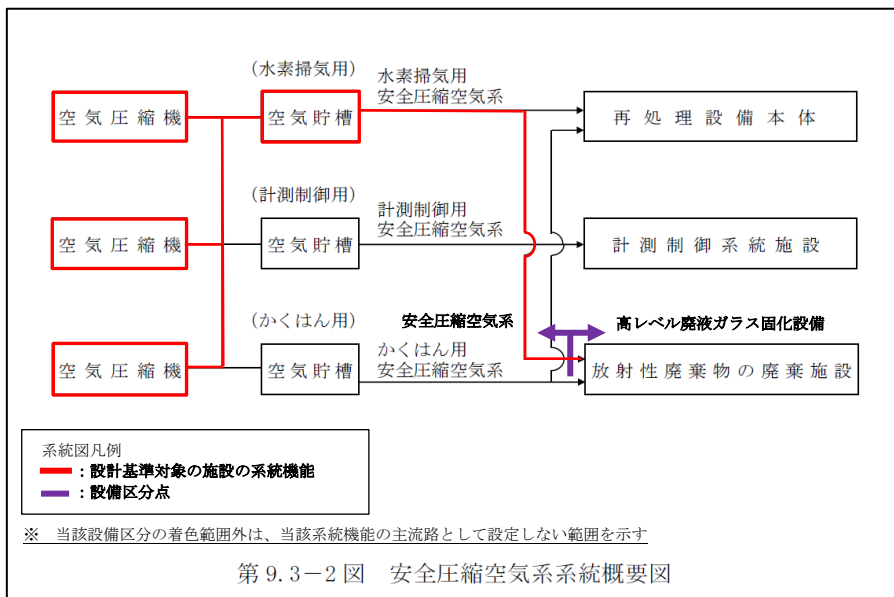 (水素掃気用)
水素掃気用
安全圧縮空気系
空気圧縮機
空気貯槽
再処理設備本体
(計測制御用)
計測制御用
安全圧縮空気系
空気圧縮機
空気貯槽
計測制御系統施設
(かくはん用)
安全圧縮空気系
高レベル廃液ガラス固化設備
かくはん用
安全圧縮空気系
空気圧縮機
空気貯槽
放射性廃棄物の廃棄施設
系統図凡例
：設計基準対象の施設の系統機能
：設備区分点
※　当該設備区分の着色範囲外は、当該系統機能の主流路として設定しない範囲を示す
第9.3－2図　安全圧縮空気系系統概要図